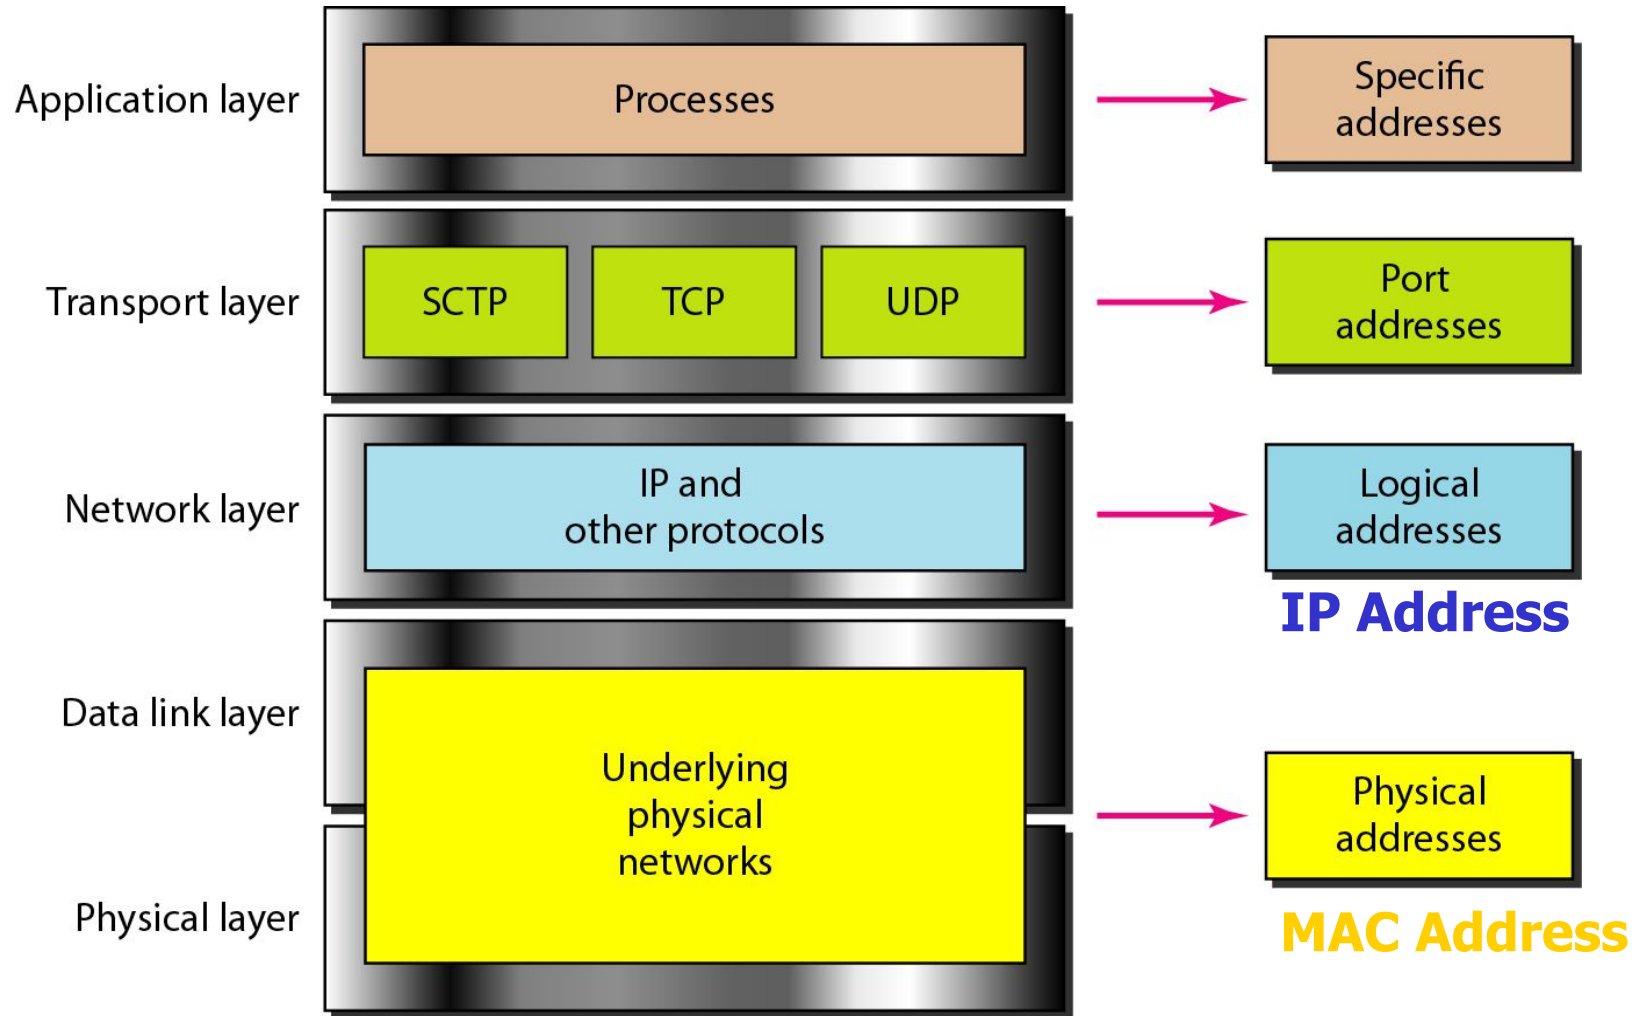 Application layer
Processes
Specific
addresses
Transport layer
SCTP
TCP
UDP
Port
addresses
Network layer
IP and
other protocols
Logical
addresses
IP Address
Data link layer
Underlying
physical
networks
Physical
addresses
Physical layer
MAC Address